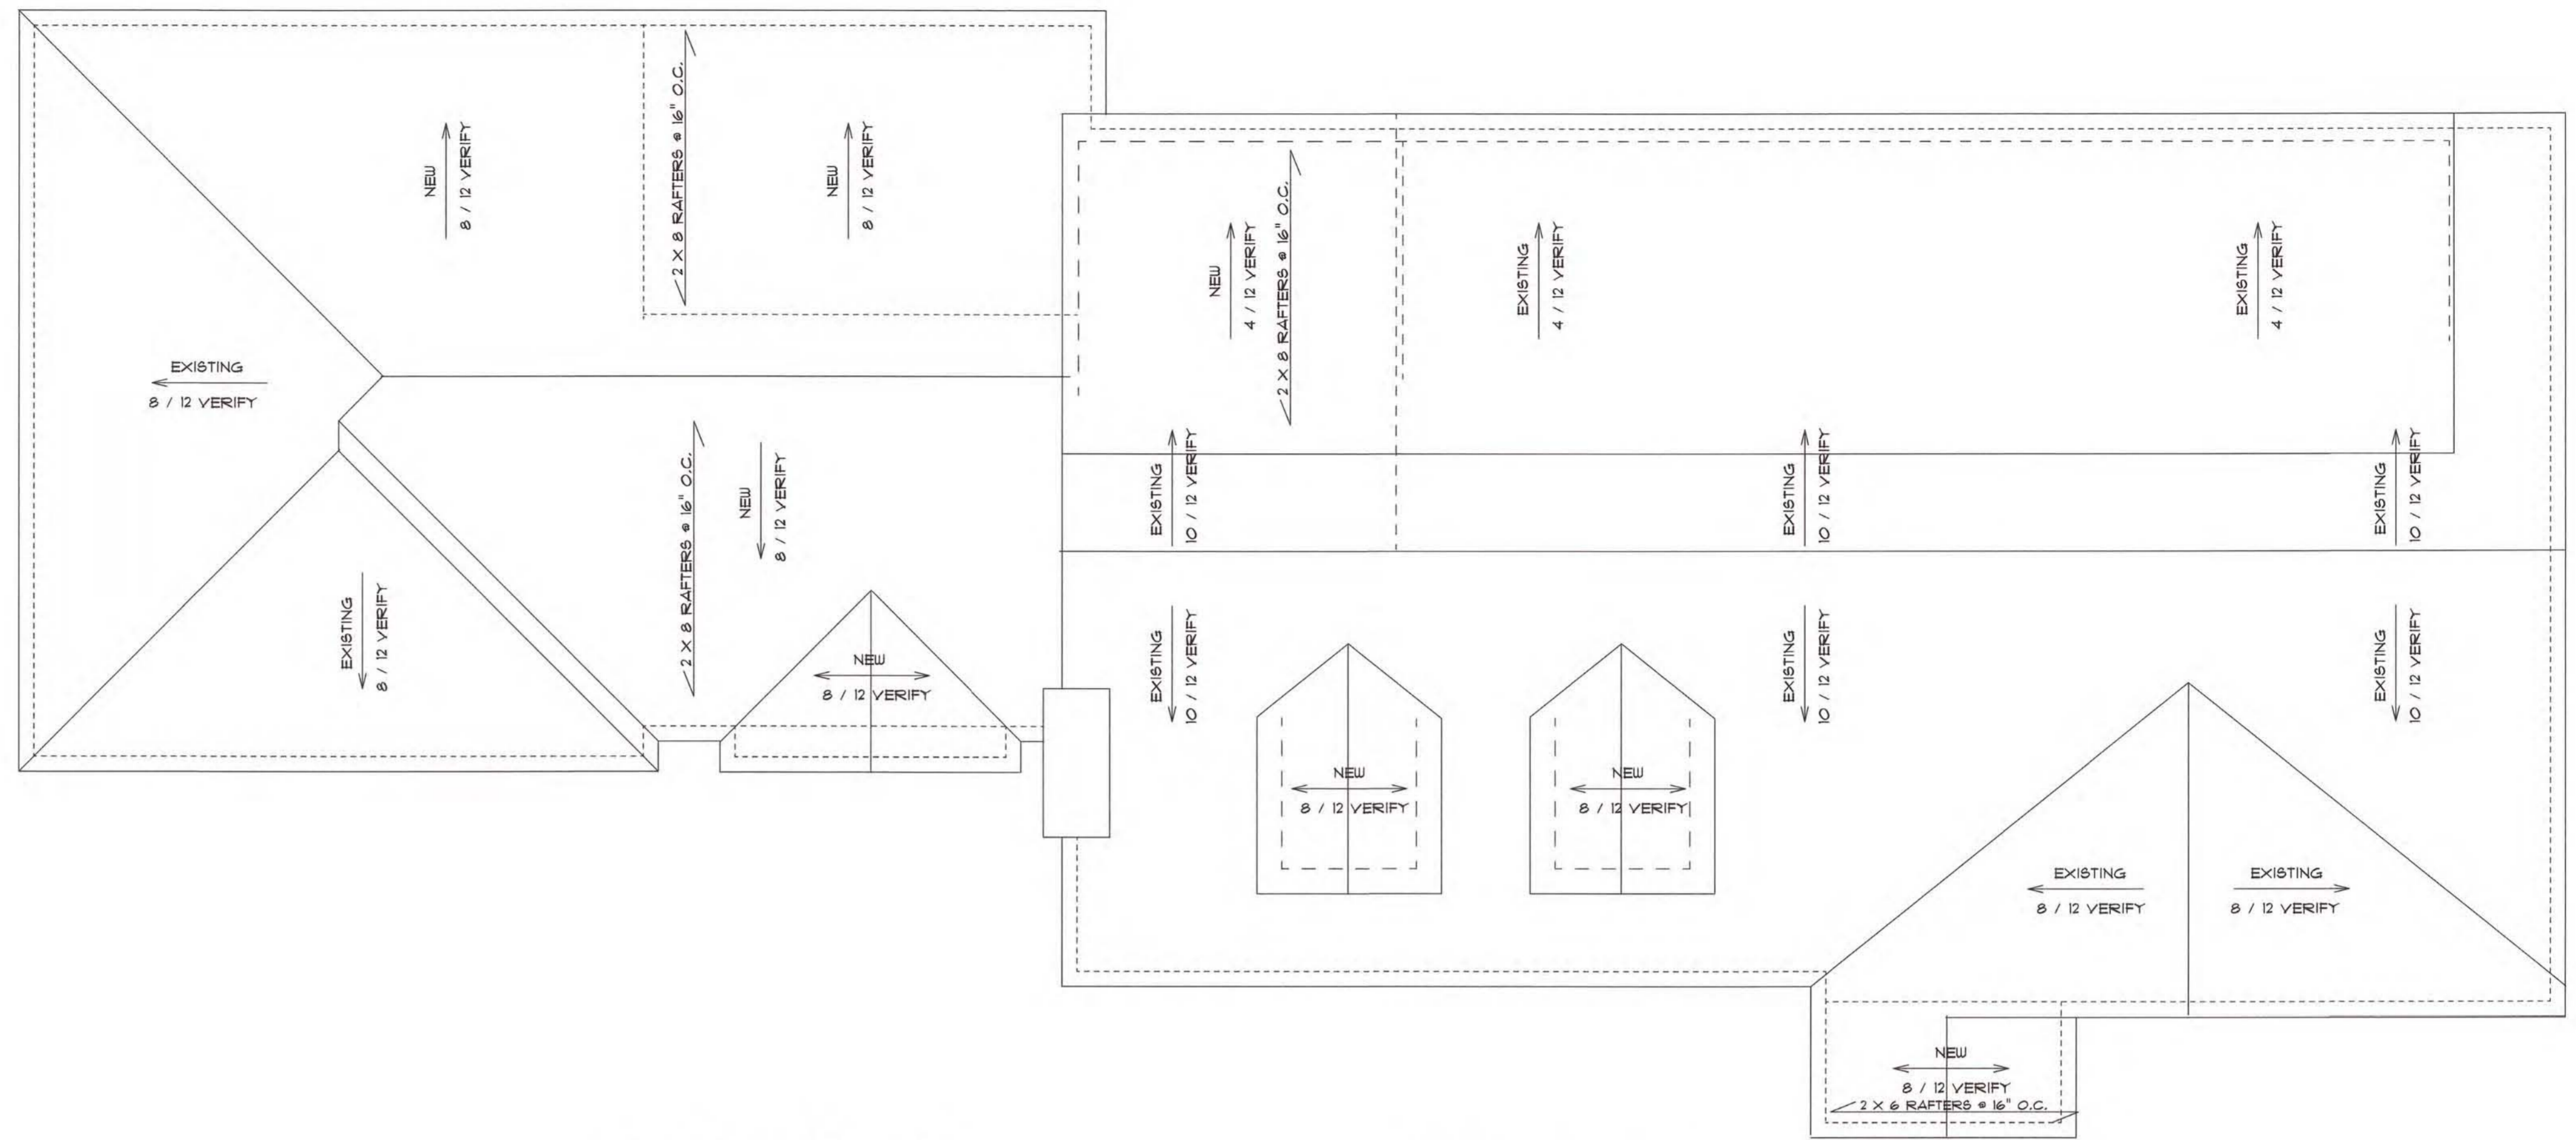 NEW
8 / 12 VERIFY
2 X 8 RAFTERS @ 16" O.C.
NEW
8 / 12 VERIFY
EXISTING
8 / 12 VERIFY
EXISTING
8 / 12 VERIFY
2 X 8 RAFTERS @ 16" O.C.
NEW
8 / 12 VERIFY
NEW
8 / 12 VERIFY
NEW
4 / 12 VERIFY
2 X 8 RAFTERS @ 16" O.C.
EXISTING
4 / 12 VERIFY
EXISTING
4 / 12 VERIFY
EXISTING
10 / 12 VERIFY
EXISTING
10 / 12 VERIFY
EXISTING
10 / 12 VERIFY
EXISTING
10 / 12 VERIFY
EXISTING
10 / 12 VERIFY
EXISTING
10 / 12 VERIFY
NEW
8 / 12 VERIFY
NEW
8 / 12 VERIFY
EXISTING
8 / 12 VERIFY
EXISTING
8 / 12 VERIFY
NEW
8 / 12 VERIFY
2 X 6 RAFTERS @ 16" O.C.